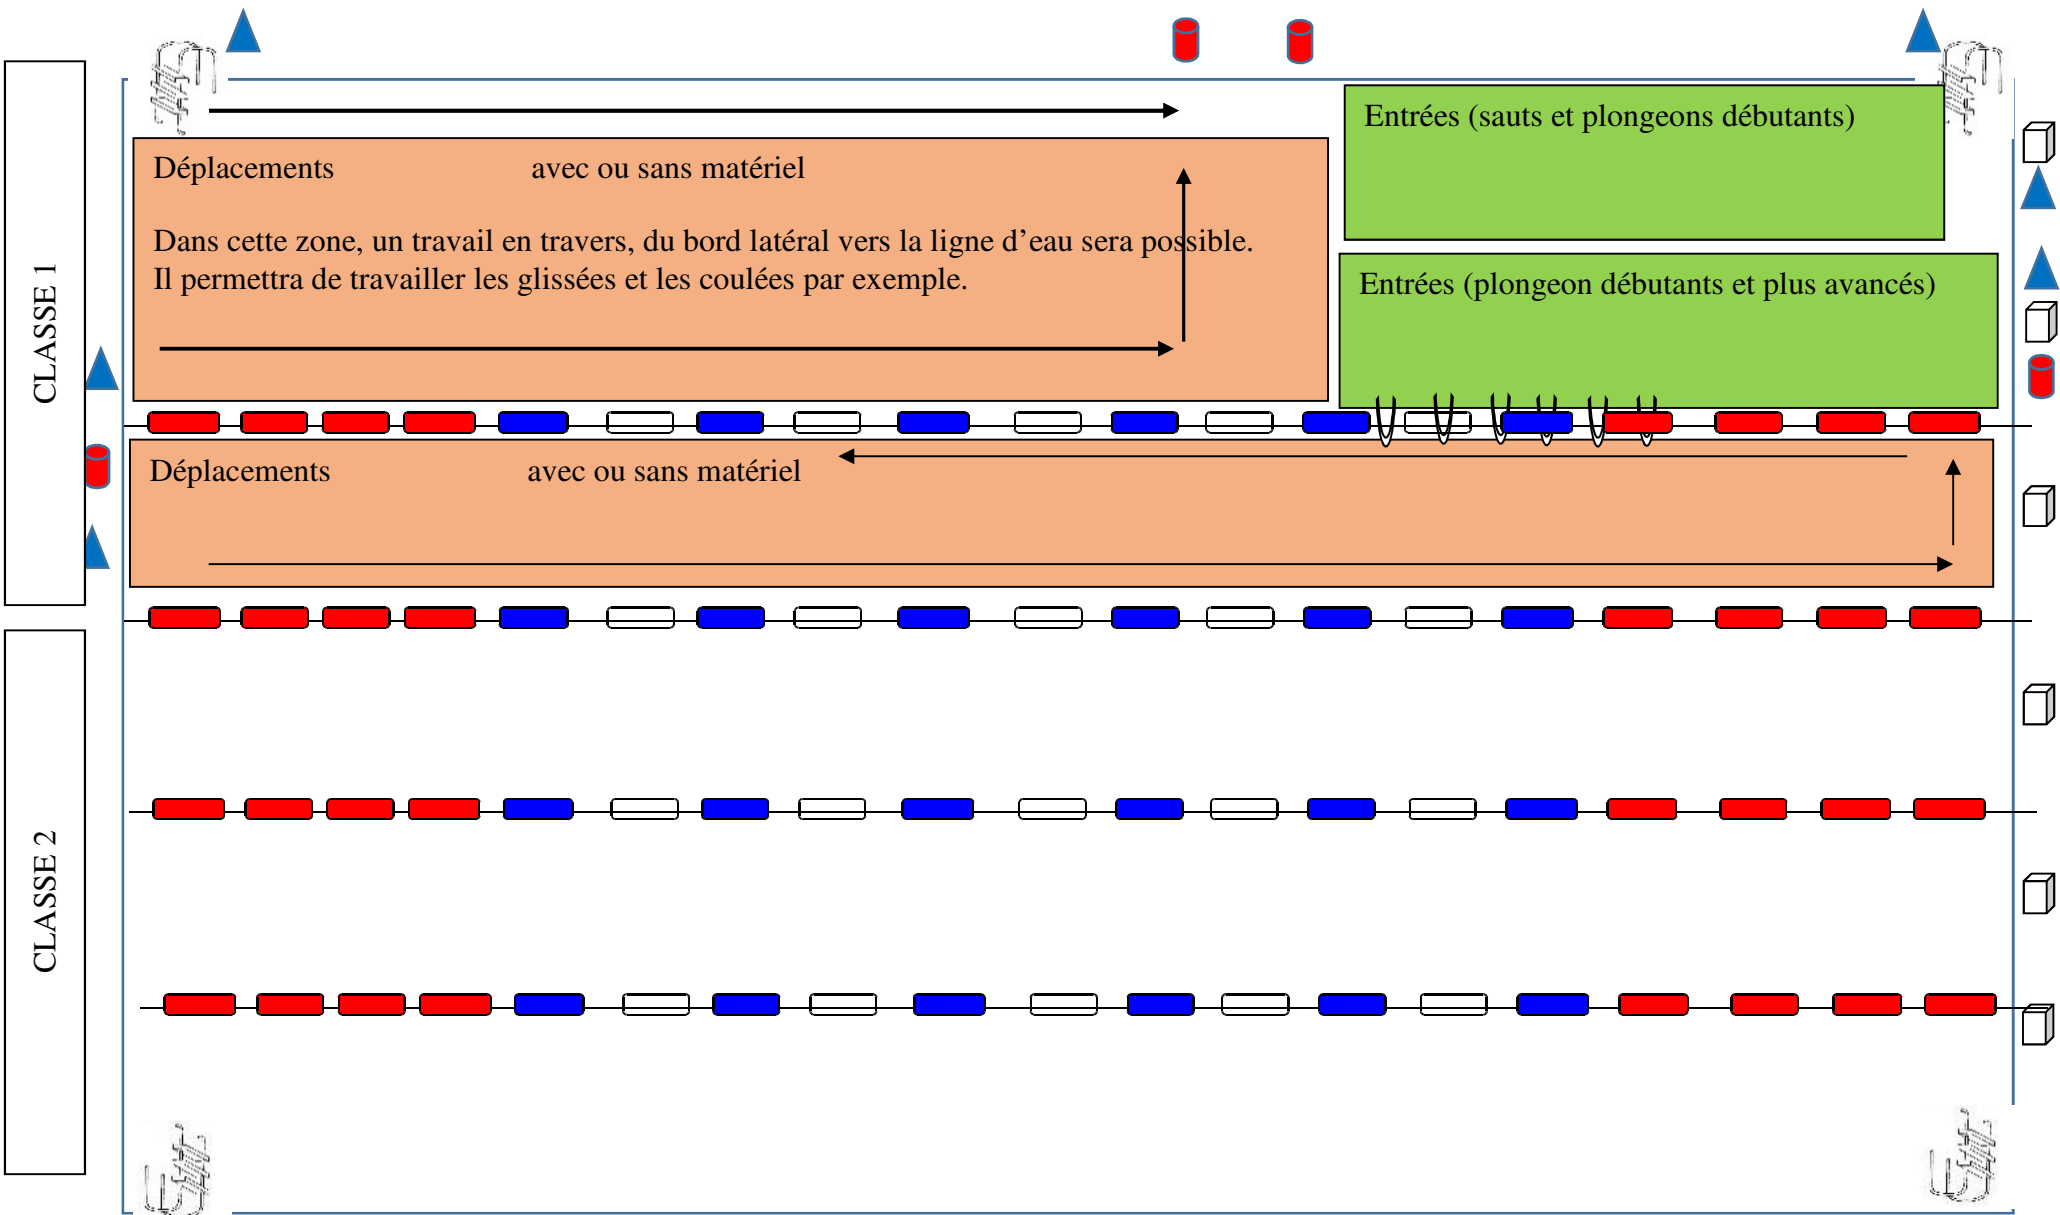 CLASSE 1
Entrées (sauts et plongeons débutants)
Déplacements avec ou sans matériel
Dans cette zone, un travail en travers, du bord latéral vers la ligne d’eau sera possible.
Il permettra de travailler les glissées et les coulées par exemple.
Entrées (plongeon débutants et plus avancés)
Déplacements avec ou sans matériel
CLASSE 2